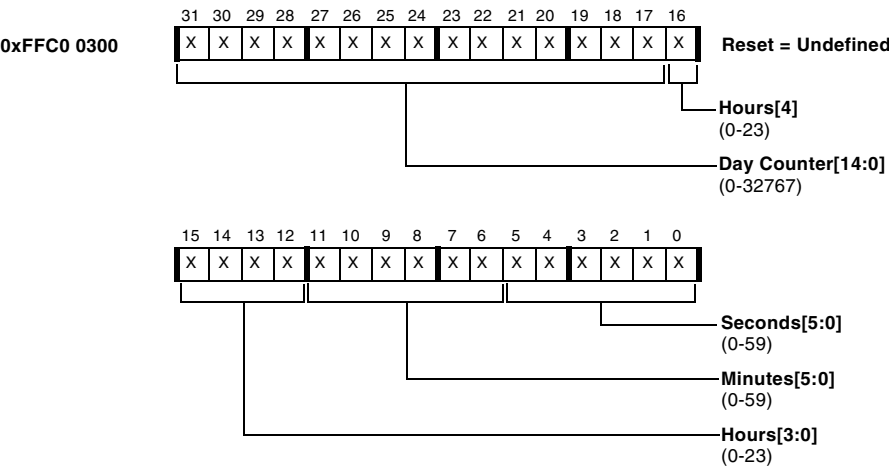 31 30 29 28 27 26 25 24 23 22 21 20 19 18 17 16
0xFFC0 0300 X X X X X X X X X X X X X X X X Reset = Undefined
Hours[4]
(0-23)
Day Counter[14:0]
(0-32767)
15 14 13 12 11 10 9 8 7 6 5 4 3 2 1 0
X X X X X X X X X X X X X X X X
Seconds[5:0]
(0-59)
Minutes[5:0]
(0-59)
Hours[3:0]
(0-23)